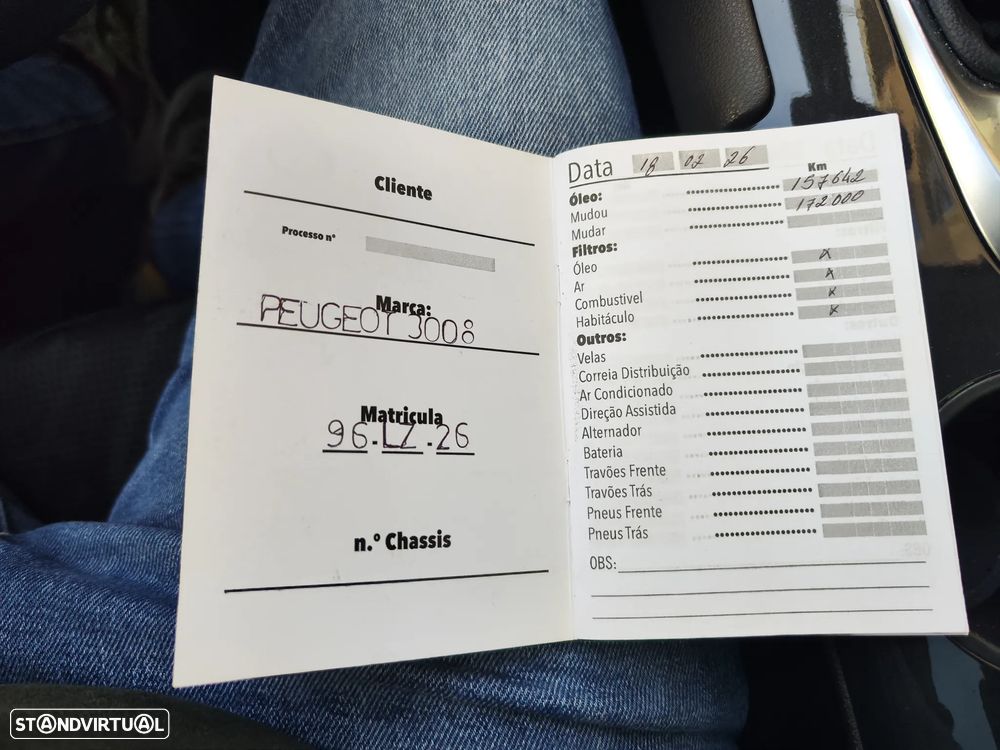 Cliente
Processo nº
Marca:
PEUGEOT 3008
Matricula
96-LZ-26
n.º Chassis
Data 18 02 26
Km
Óleo:
Mudou 157642
Mudar 172000
Filtros:
Óleo x
Ar x
Combustivel x
Habitáculo x
Outros:
Velas
Correia Distribuição
Ar Condicionado
Direção Assistida
Alternador
Bateria
Travões Frente
Travões Trás
Pneus Frente
Pneus Trás
OBS:
STANDVIRTUAL